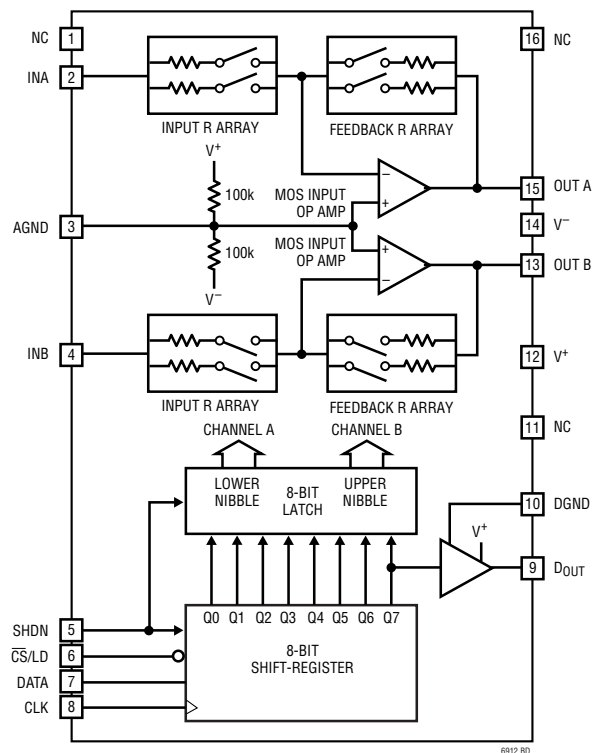 NC 1
16 NC
INA 2
INPUT R ARRAY
FEEDBACK R ARRAY
V+
100k
MOS INPUT
OP AMP
−
+
15 OUT A
AGND 3
14 V−
100k
MOS INPUT
OP AMP
+
−
13 OUT B
V−
INB 4
12 V+
INPUT R ARRAY
FEEDBACK R ARRAY
CHANNEL A
CHANNEL B
11 NC
LOWER
NIBBLE
8-BIT
LATCH
UPPER
NIBBLE
10 DGND
V+
9 DOUT
SHDN 5
Q0 Q1 Q2 Q3 Q4 Q5 Q6 Q7
C̅S̅/LD 6
8-BIT
SHIFT-REGISTER
DATA 7
CLK 8
6912 BD